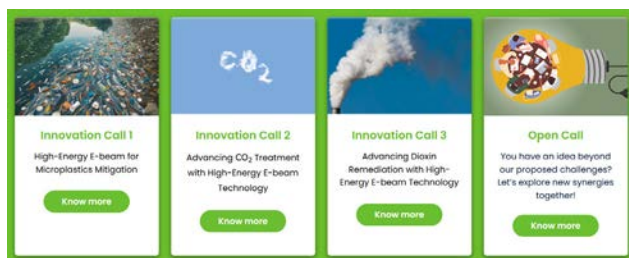 CO2
Innovation Call 1
High-Energy E-beam for
Microplastics Mitigation
Know more
Innovation Call 2
Advancing CO₂ Treatment
with High-Energy E-beam
Technology
Know more
Innovation Call 3
Advancing Dioxin
Remediation with High-
Energy E-beam Technology
Know more
Open Call
You have an idea beyond
our proposed challenges?
Let's explore new synergies
together!
Know more